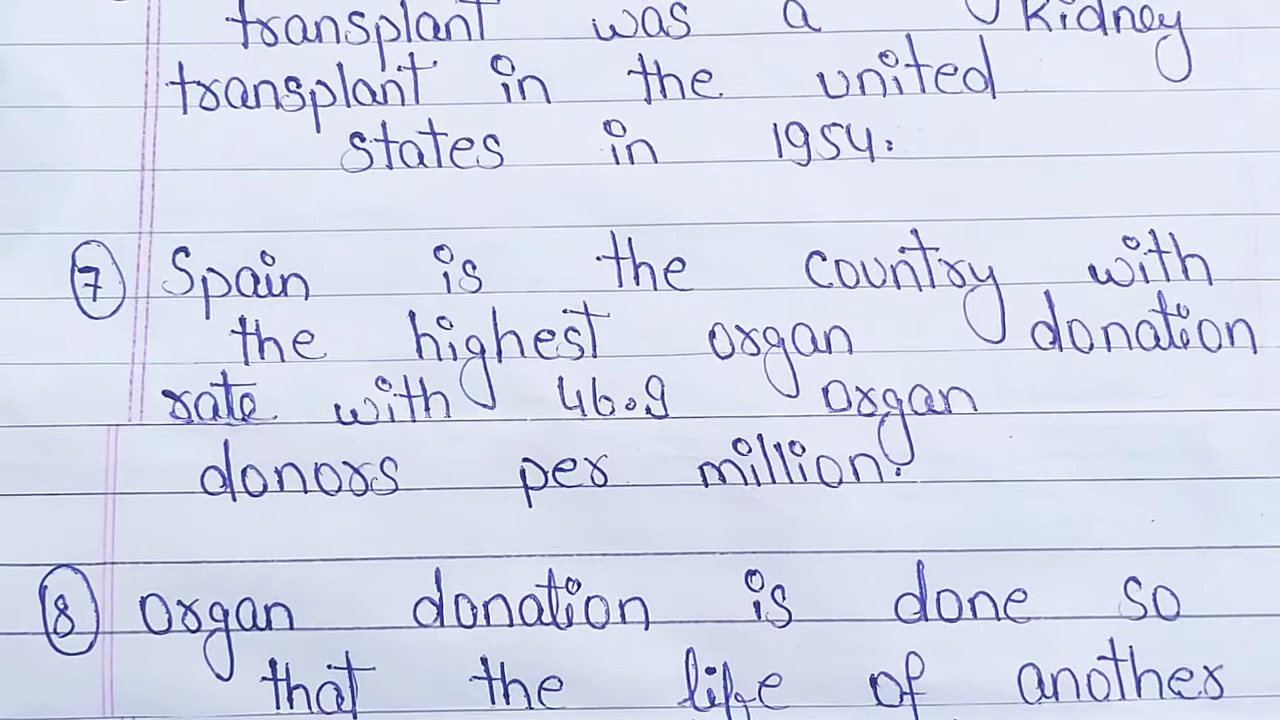 transplant was a kidney
transplant in the united
states in 1954.
7 Spain is the country with
the highest organ donation
rate with 46.9 organ
donors per million.
8 organ donation is done so
that the life of another